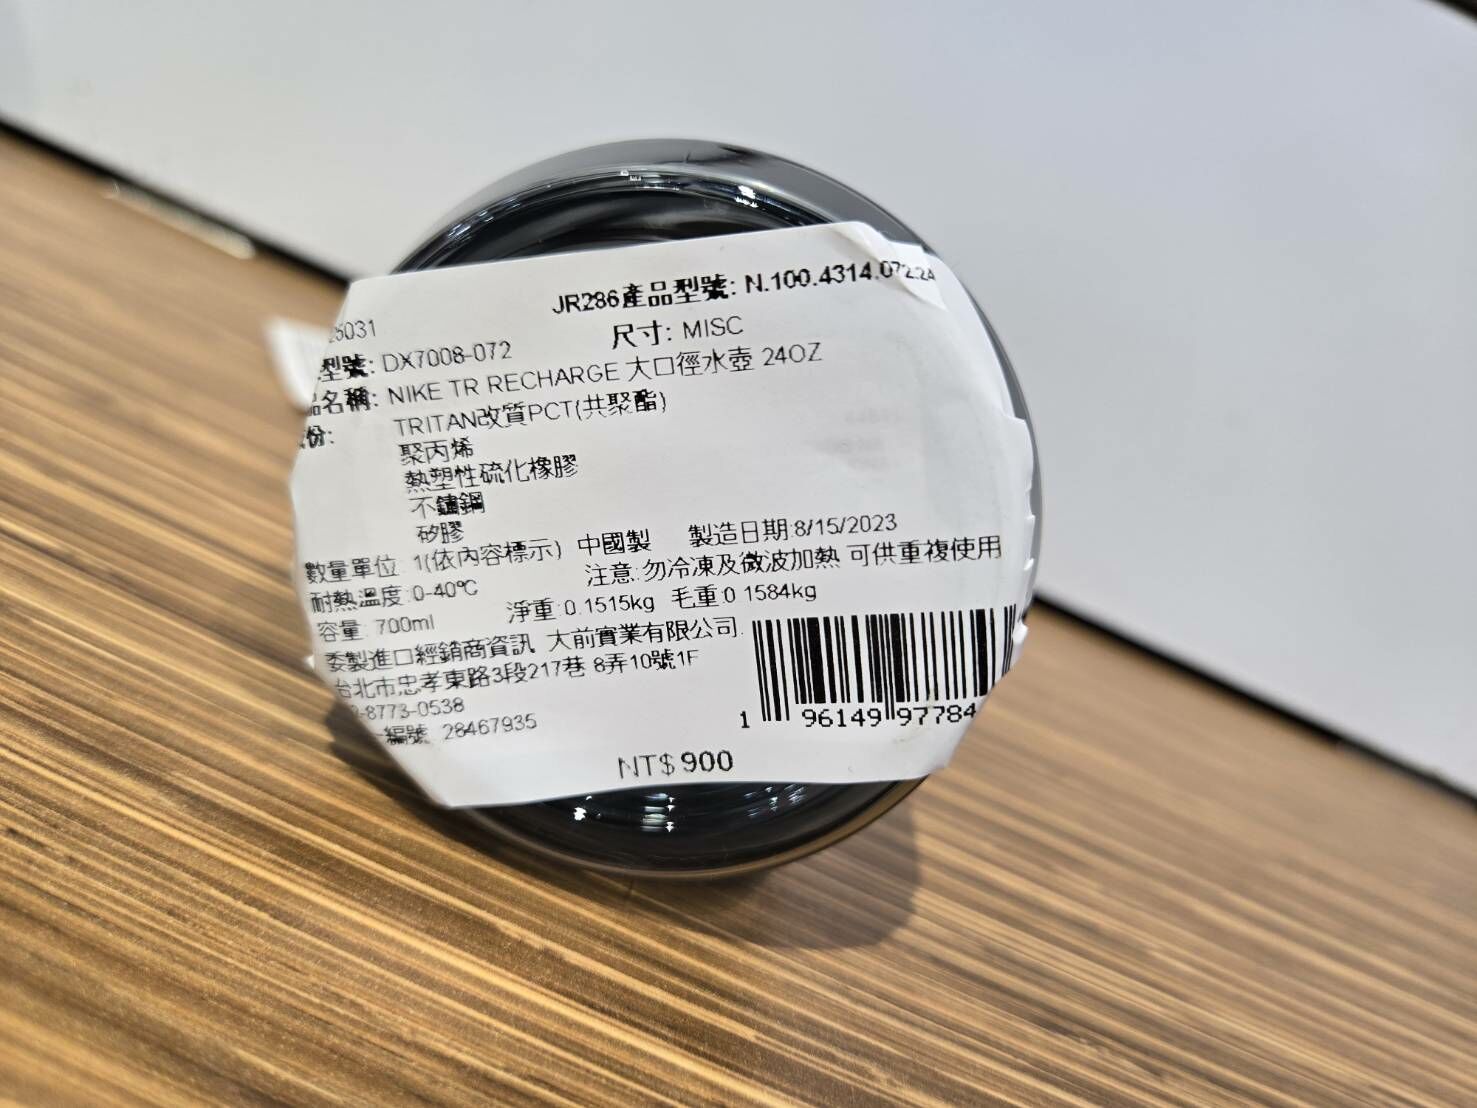 JR286產品型號: N.100.4314.072.24
26031
型號: DX7008-072 尺寸: MISC
品名稱: NIKE TR RECHARGE 大口徑水壺 24OZ
份: TRITAN改質PCT(共聚酯)
聚丙烯
熱塑性硫化橡膠
不鏽鋼
矽膠
數量單位 1(依內容標示) 中國製 製造日期:8/15/2023
耐熱溫度:0-40℃ 注意:勿冷凍及微波加熱 可供重複使用
容量: 700ml 淨重:0.1515kg 毛重:0.1584kg
委製進口經銷商資訊 大前實業有限公司.
台北市忠孝東路3段217巷 8弄10號1F
-8773-0538
編號 28467935
1 96149 97784
NT$900